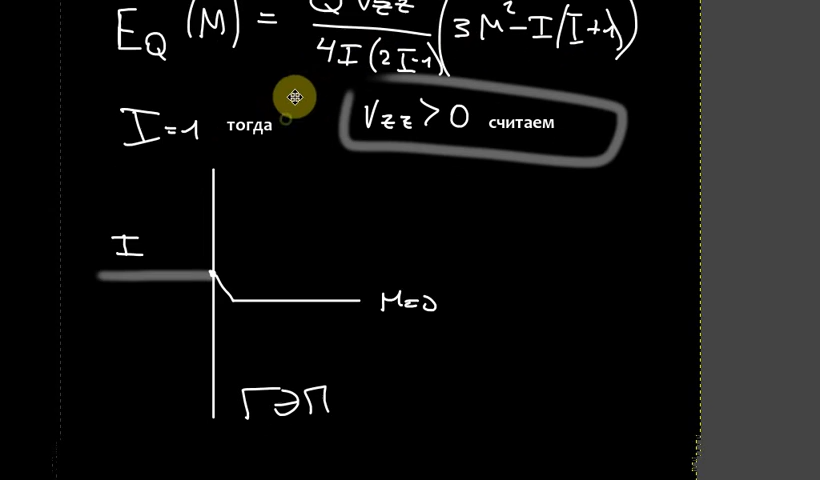 E_Q (M) = Q V_zz / 4I (2I-1) (3M² - I(I+1))
I=1 тогда V_zz > 0 считаем
I
M=0
ГЭП